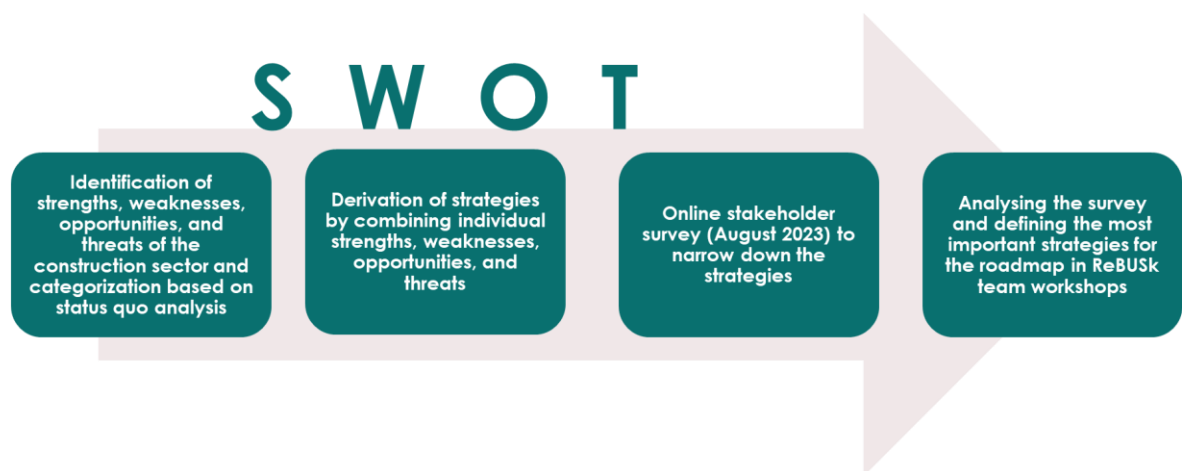 S W O T
Identification of
strengths, weaknesses,
opportunities, and
threats of the
construction sector and
categorization based on
status quo analysis
Derivation of strategies
by combining individual
strengths, weaknesses,
opportunities, and
threats
Online stakeholder
survey (August 2023) to
narrow down the
strategies
Analysing the survey
and defining the most
important strategies for
the roadmap in ReBUSk
team workshops